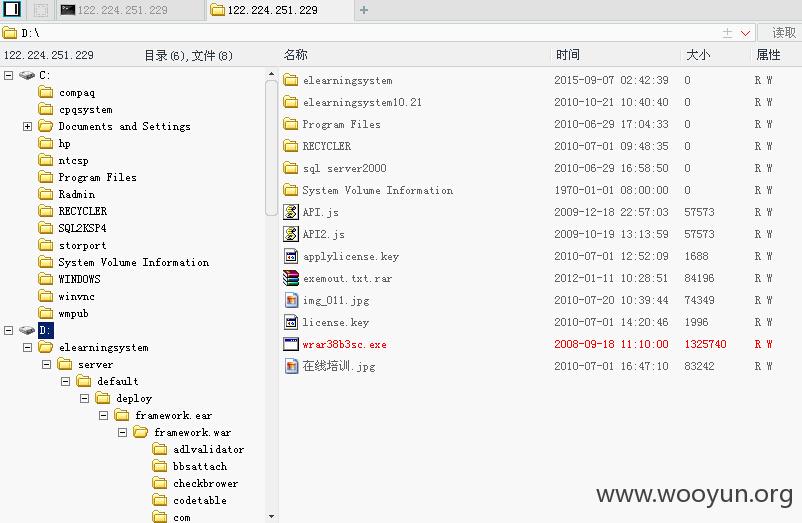 122.224.251.229
122.224.251.229
D:\
读取
122.224.251.229 目录(6),文件(8)
名称 时间 大小 属性
C:
compaq
cpqsystem
Documents and Settings
hp
ntcsp
Program Files
Radmin
RECYCLER
SQL2KSP4
storport
System Volume Information
WINDOWS
winvnc
wmpub
D:
elearningsystem
server
default
deploy
framework.ear
framework.war
adlvalidator
bbsattach
checkbrower
codetable
com
elearningsystem 2015-09-07 02:42:39 0 R W
elearningsystem10.21 2010-10-21 10:40:40 0 R W
Program Files 2010-06-29 17:04:33 0 R W
RECYCLER 2010-07-01 09:48:35 0 R W
sql server2000 2010-06-29 16:58:50 0 R W
System Volume Information 1970-01-01 08:00:00 0 R W
API.js 2009-12-18 22:57:03 57573 R W
API2.js 2009-10-19 13:13:59 57573 R W
applylicense.key 2010-07-01 12:52:09 1688 R W
exemout.txt.rar 2012-01-11 10:28:51 84196 R W
img_011.jpg 2010-07-20 10:39:44 74349 R W
license.key 2010-07-01 14:20:46 1996 R W
wrar38b3sc.exe 2008-09-18 11:10:00 1325740 R W
在线培训.jpg 2010-07-01 16:47:10 83242 R W
www.wooyun.org